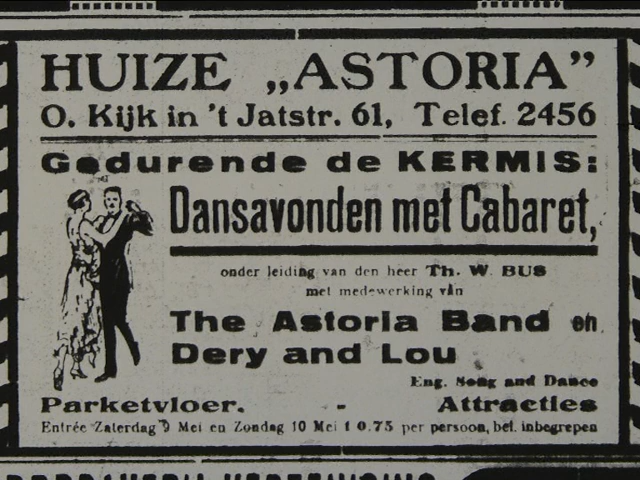 HUIZE „ASTORIA”
O. Kijk in 't Jatstr. 61, Telef. 2456
Gedurende de KERMIS:
Dansavonden met Cabaret,
onder leiding van den heer Th. W. BUS
met medewerking van
The Astoria Band en
Dery and Lou
Eng. Song and Dance
Parketvloer. - Attracties
Entrée Zaterdag 9 Mei en Zondag 10 Mei f 0.75 per persoon, bel. inbegrepen